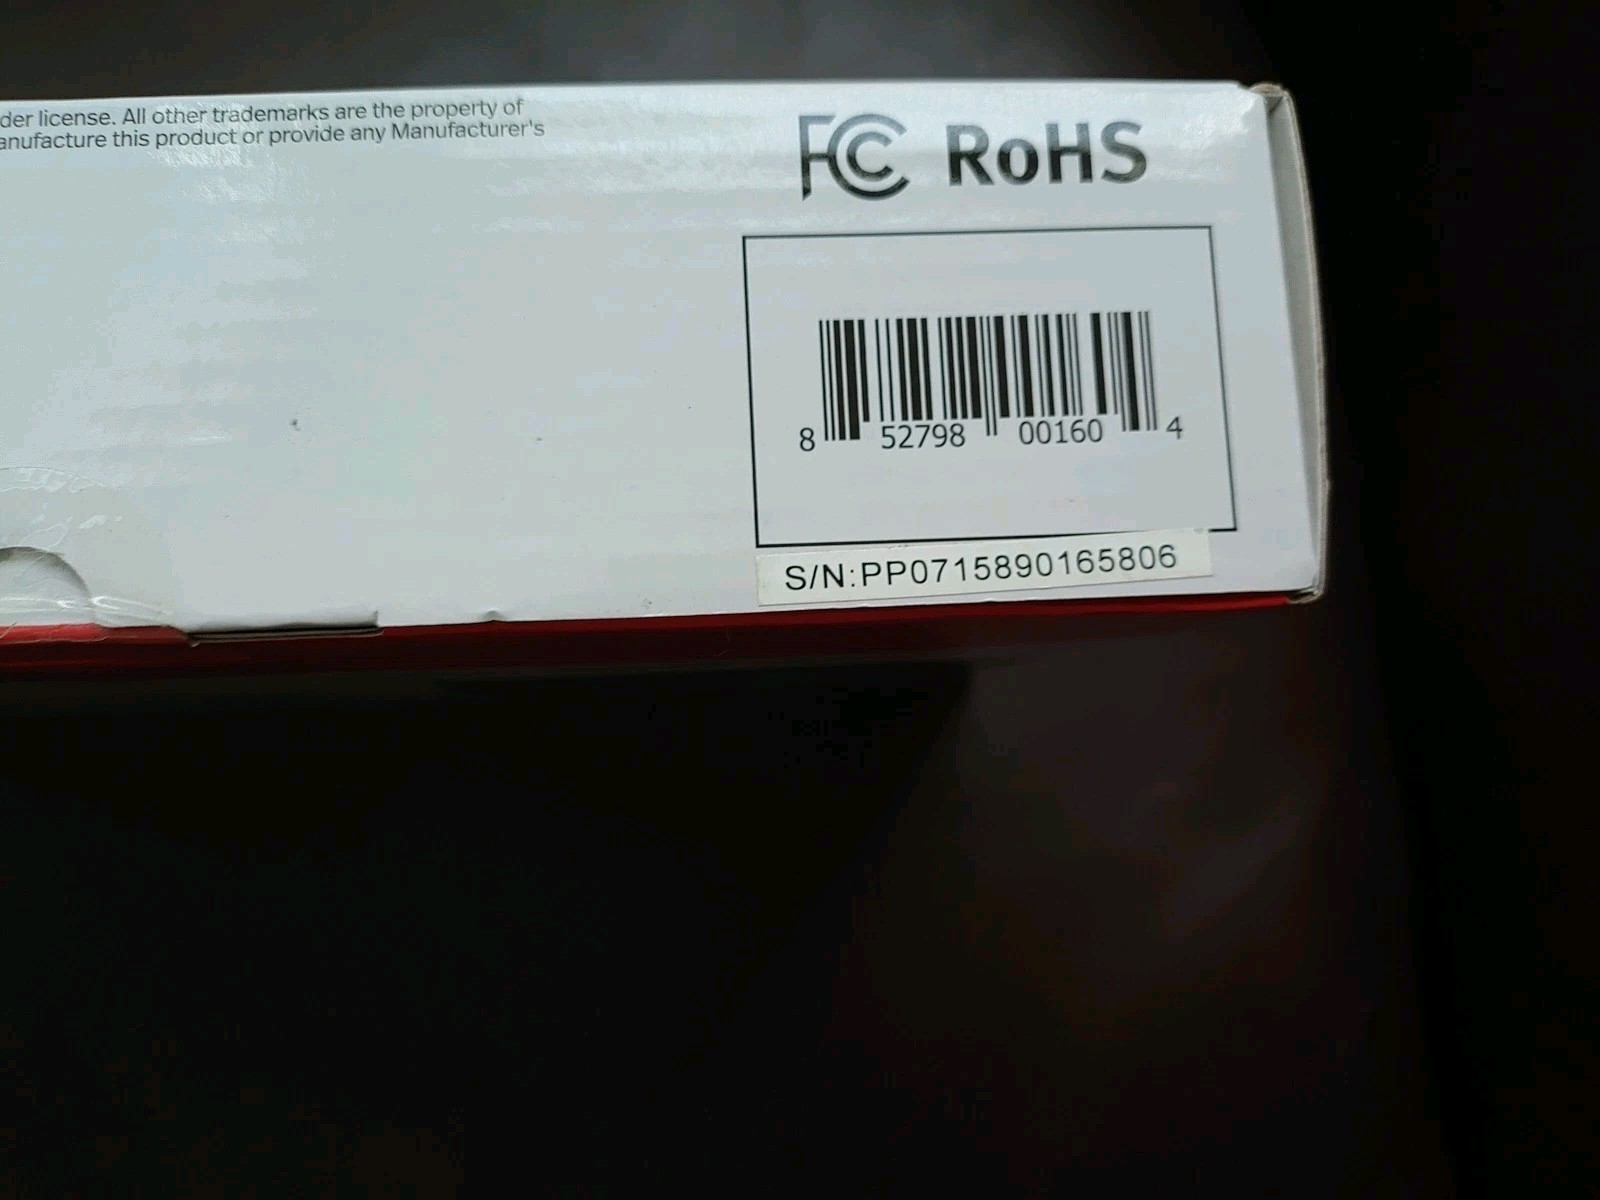 der license. All other trademarks are the property of
anufacture this product or provide any Manufacturer's
FC RoHS
8 52798 00160 4
S/N:PP0715890165806